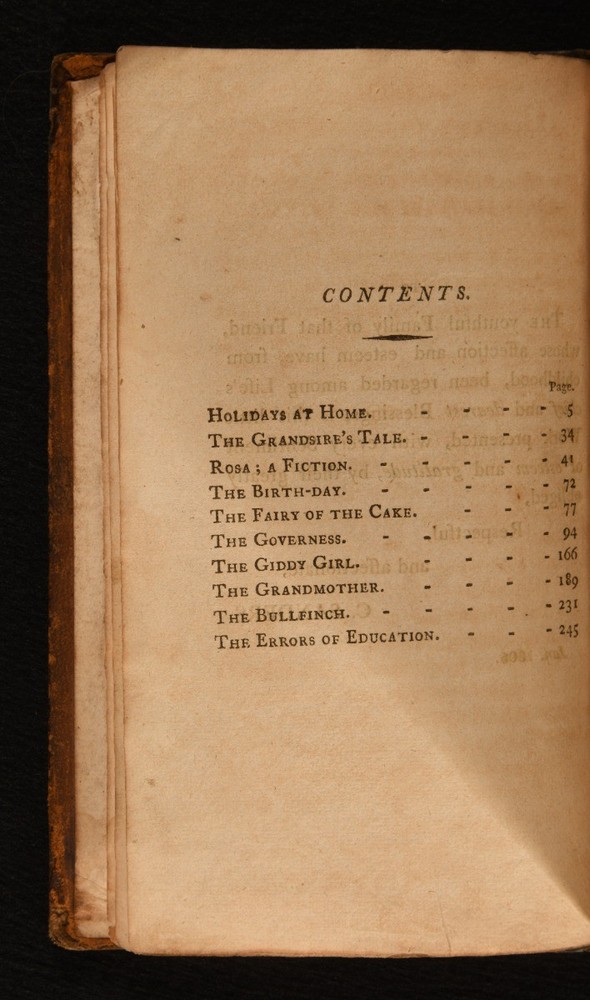 CONTENTS.
Page.
HOLIDAYS AT HOME. - - - - 5
THE GRANDSIRE'S TALE. - - - - 34
ROSA; A FICTION. - - - - - 41
THE BIRTH-DAY. - - - - - 72
THE FAIRY OF THE CAKE. - - - 77
THE GOVERNESS. - - - - - 94
THE GIDDY GIRL. - - - - 166
THE GRANDMOTHER. - - - - 189
THE BULLFINCH. - - - - - 231
THE ERRORS OF EDUCATION. - - - 245